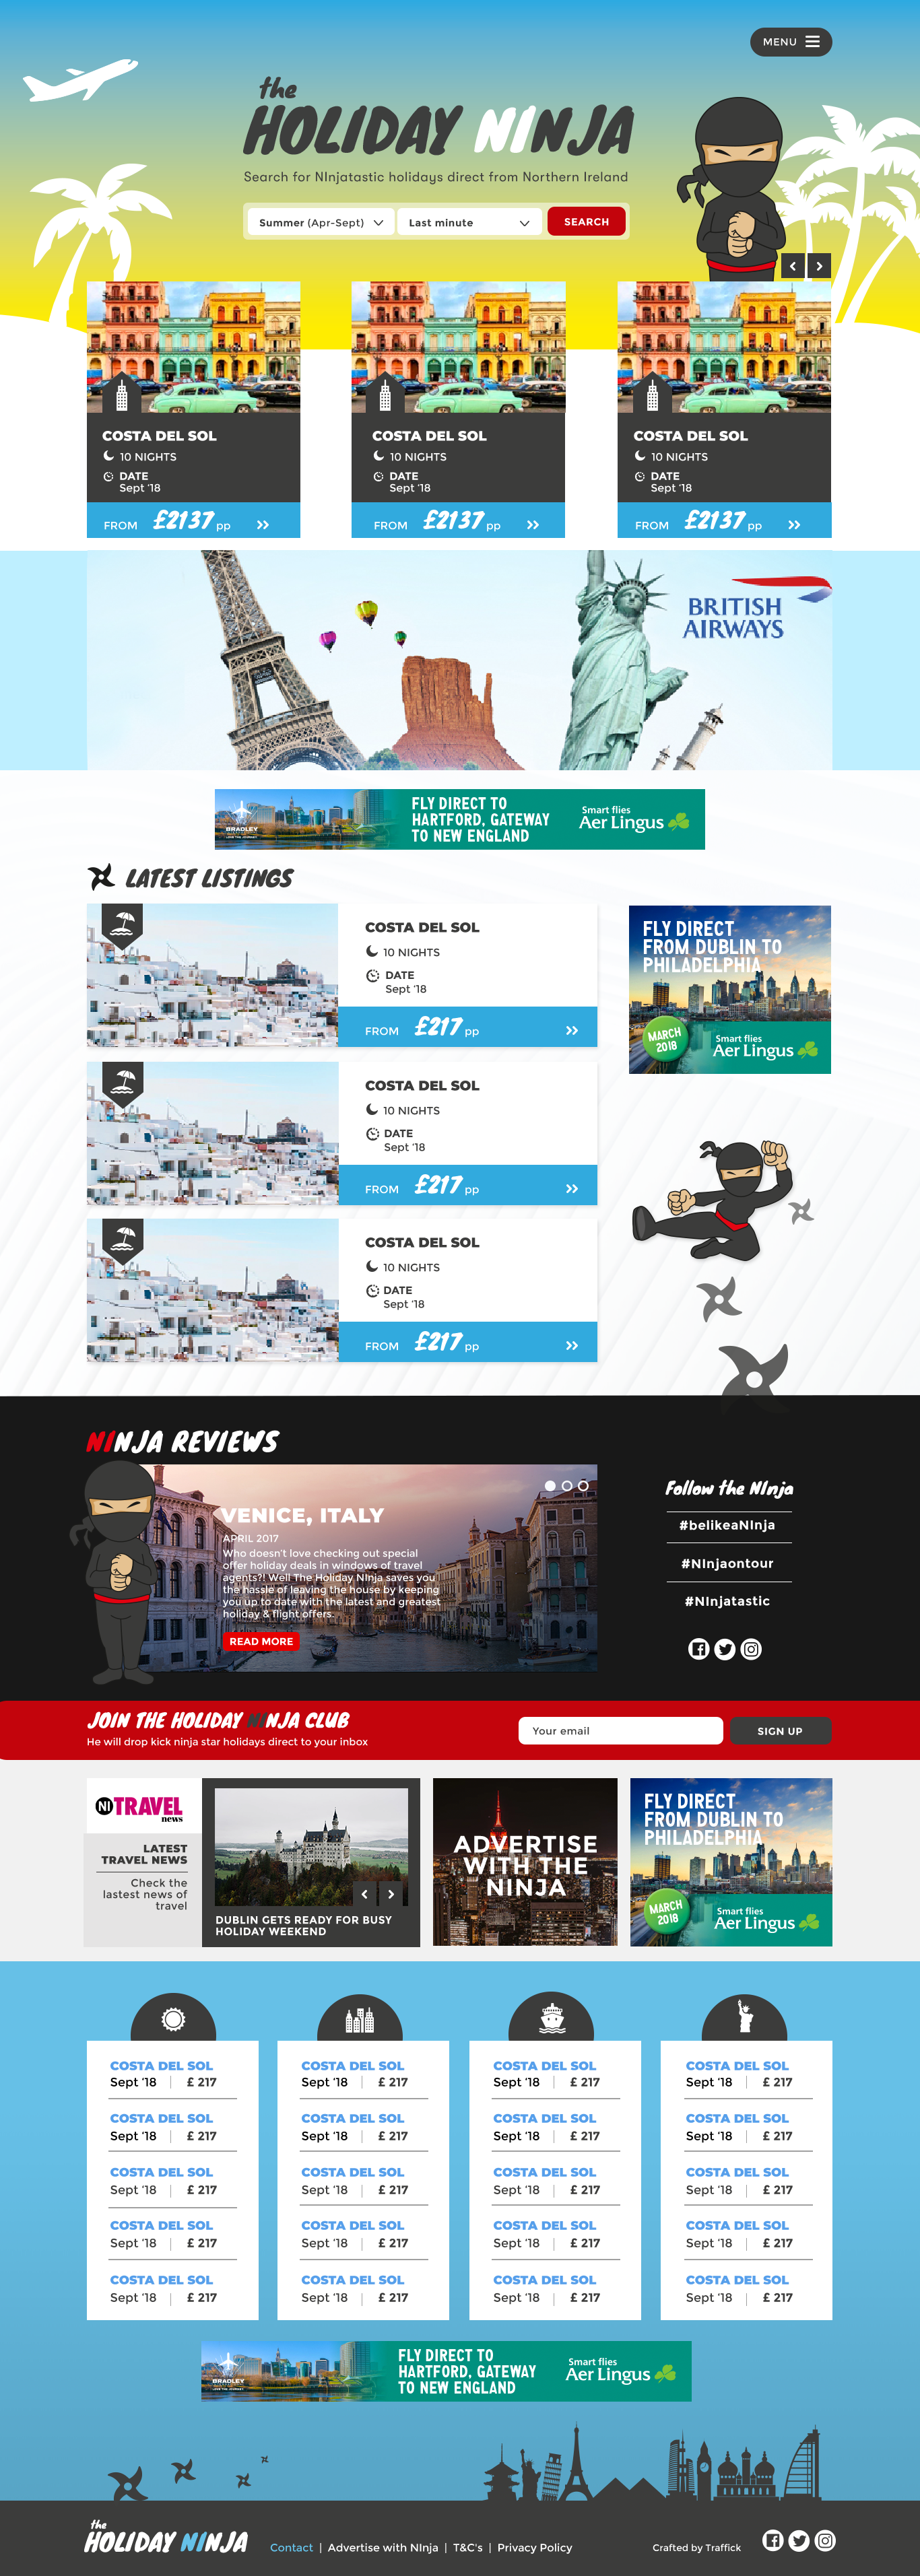 MENU
the
HOLIDAY NINJA
Search for NInjatastic holidays direct from Northern Ireland
Summer (Apr-Sept)
Last minute
SEARCH
COSTA DEL SOL
10 NIGHTS
DATE
Sept '18
FROM £2137 pp
COSTA DEL SOL
10 NIGHTS
DATE
Sept '18
FROM £2137 pp
COSTA DEL SOL
10 NIGHTS
DATE
Sept '18
FROM £2137 pp
BRITISH
AIRWAYS
BRADLEY
FLY DIRECT TO
HARTFORD, GATEWAY
TO NEW ENGLAND
Smart flies
Aer Lingus
LATEST LISTINGS
COSTA DEL SOL
10 NIGHTS
DATE
Sept '18
FROM £217 pp
COSTA DEL SOL
10 NIGHTS
DATE
Sept '18
FROM £217 pp
COSTA DEL SOL
10 NIGHTS
DATE
Sept '18
FROM £217 pp
FLY DIRECT
FROM DUBLIN TO
PHILADELPHIA
MARCH
2018
Smart flies
Aer Lingus
NINJA REVIEWS
VENICE, ITALY
APRIL 2017
Who doesn't love checking out special
offer holiday deals in windows of travel
agents?! Well The Holiday NInja saves you
the hassle of leaving the house by keeping
you up to date with the latest and greatest
holiday & flight offers.
READ MORE
Follow the NInja
#belikeaNInja
#NInjaontour
#NInjatastic
JOIN THE HOLIDAY NINJA CLUB
He will drop kick ninja star holidays direct to your inbox
Your email
SIGN UP
NI TRAVEL
news
LATEST
TRAVEL NEWS
Check the
lastest news of
travel
DUBLIN GETS READY FOR BUSY
HOLIDAY WEEKEND
ADVERTISE
WITH THE
NINJA
FLY DIRECT
FROM DUBLIN TO
PHILADELPHIA
MARCH
2018
Smart flies
Aer Lingus
COSTA DEL SOL
Sept '18 | £ 217
COSTA DEL SOL
Sept '18 | £ 217
COSTA DEL SOL
Sept '18 | £ 217
COSTA DEL SOL
Sept '18 | £ 217
COSTA DEL SOL
Sept '18 | £ 217
COSTA DEL SOL
Sept '18 | £ 217
COSTA DEL SOL
Sept '18 | £ 217
COSTA DEL SOL
Sept '18 | £ 217
COSTA DEL SOL
Sept '18 | £ 217
COSTA DEL SOL
Sept '18 | £ 217
COSTA DEL SOL
Sept '18 | £ 217
COSTA DEL SOL
Sept '18 | £ 217
COSTA DEL SOL
Sept '18 | £ 217
COSTA DEL SOL
Sept '18 | £ 217
COSTA DEL SOL
Sept '18 | £ 217
COSTA DEL SOL
Sept '18 | £ 217
COSTA DEL SOL
Sept '18 | £ 217
COSTA DEL SOL
Sept '18 | £ 217
COSTA DEL SOL
Sept '18 | £ 217
COSTA DEL SOL
Sept '18 | £ 217
BRADLEY
FLY DIRECT TO
HARTFORD, GATEWAY
TO NEW ENGLAND
Smart flies
Aer Lingus
the
HOLIDAY NINJA
Contact | Advertise with NInja | T&C's | Privacy Policy
Crafted by Traffick